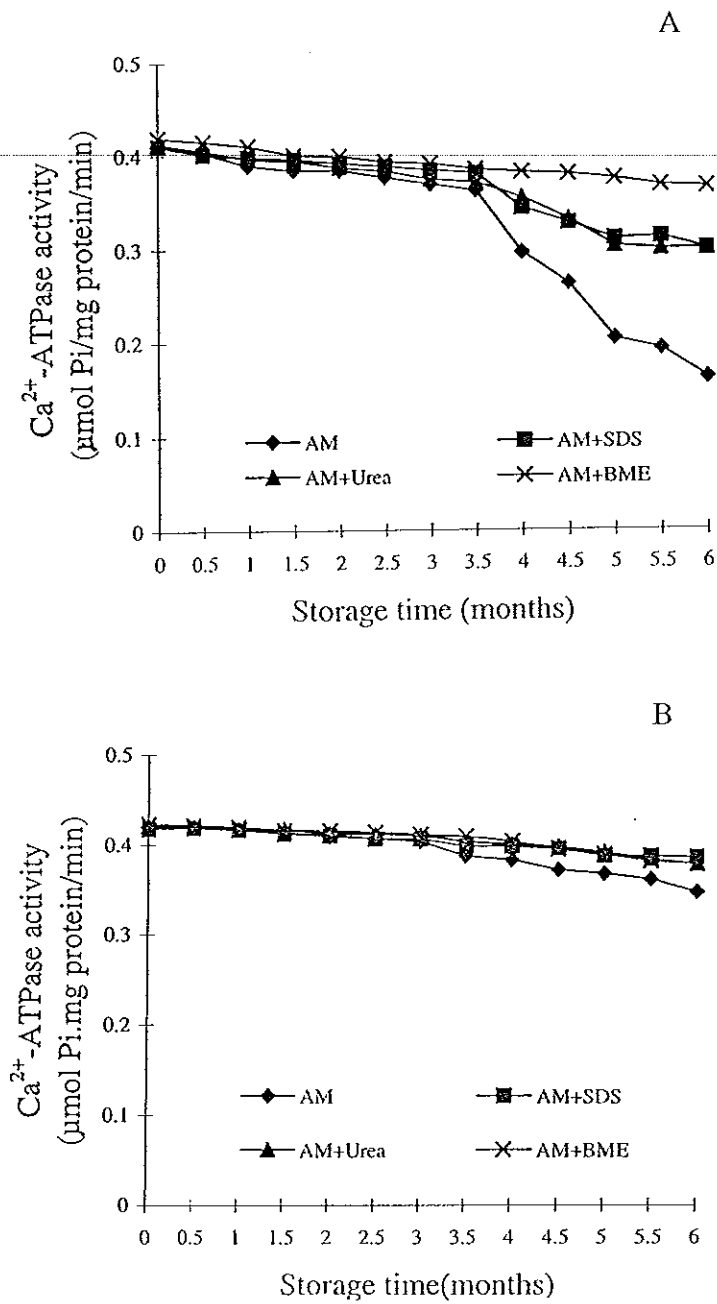 A
0.5
0.4
0.3
0.2
0.1
0
Ca2+-ATPase activity
(µmol Pi/mg protein/min)
AM
AM+SDS
AM+Urea
AM+BME
0 0.5 1 1.5 2 2.5 3 3.5 4 4.5 5 5.5 6
Storage time (months)
B
0.5
0.4
0.3
0.2
0.1
0
Ca2+-ATPase activity
(µmol Pi.mg protein/min)
AM
AM+SDS
AM+Urea
AM+BME
0 0.5 1 1.5 2 2.5 3 3.5 4 4.5 5 5.5 6
Storage time(months)